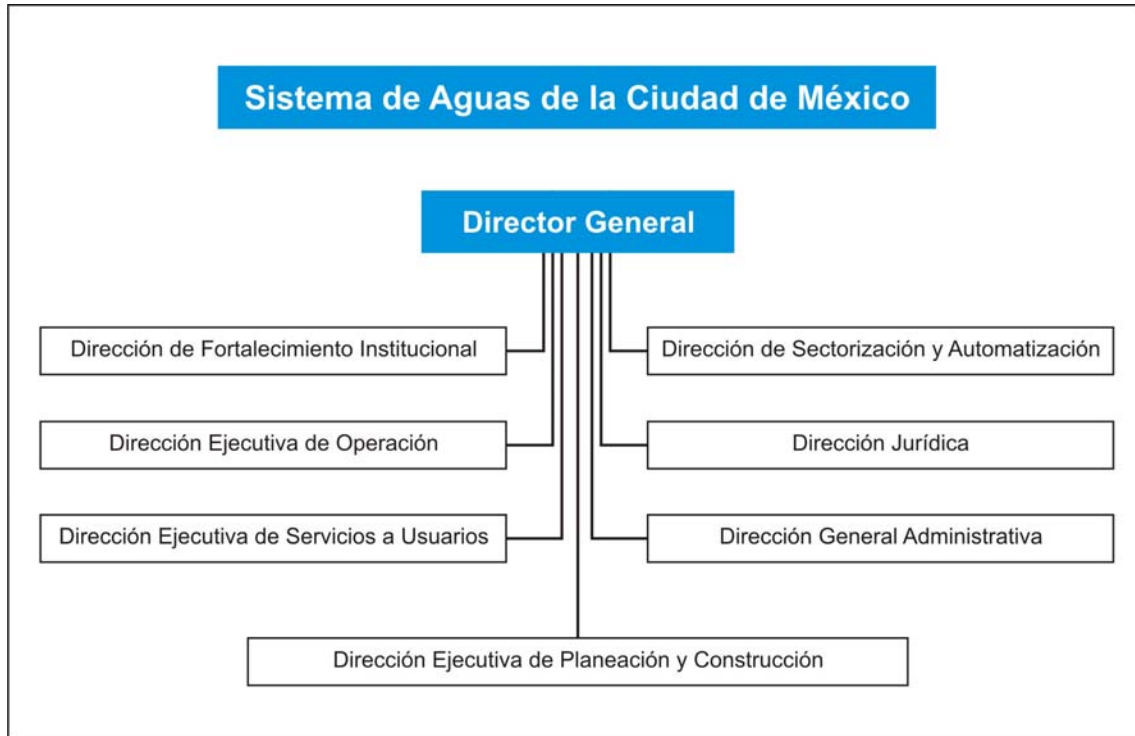 Sistema de Aguas de la Ciudad de México
Director General
Dirección de Fortalecimiento Institucional
Dirección de Sectorización y Automatización
Dirección Ejecutiva de Operación
Dirección Jurídica
Dirección Ejecutiva de Servicios a Usuarios
Dirección General Administrativa
Dirección Ejecutiva de Planeación y Construcción